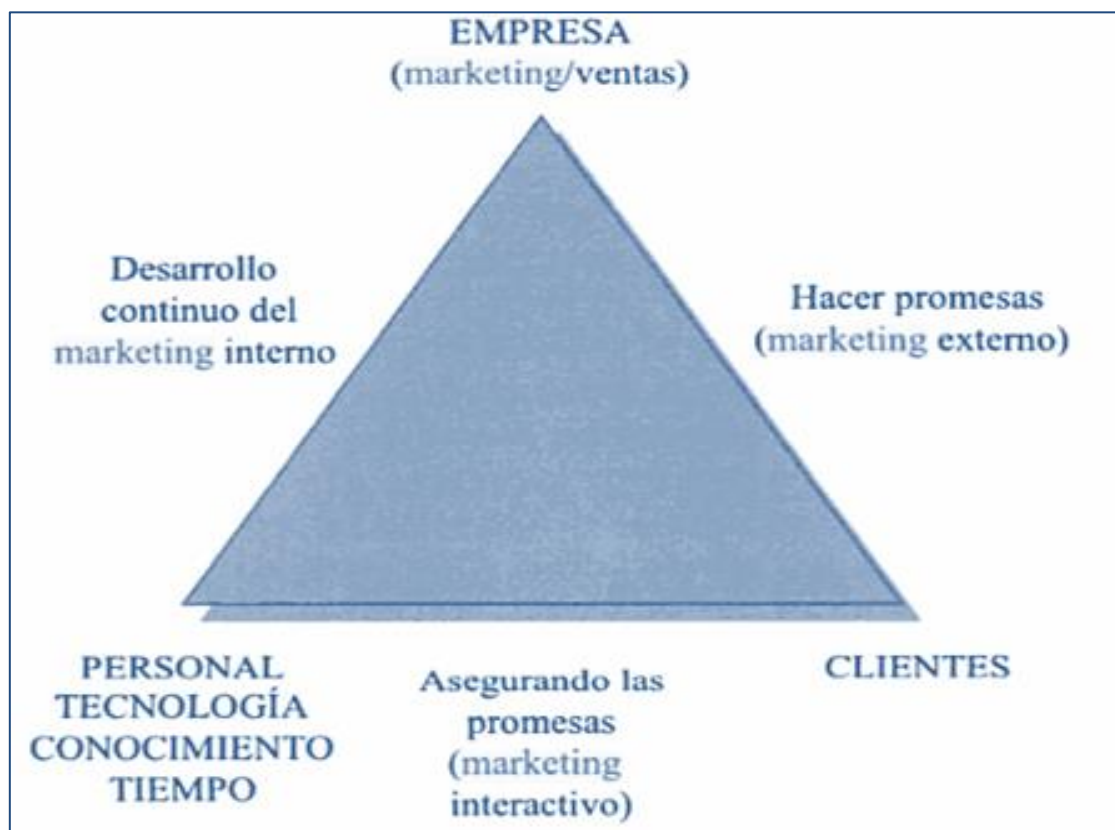 EMPRESA
(marketing/ventas)
Desarrollo
continuo del
marketing interno
Hacer promesas
(marketing externo)
PERSONAL
TECNOLOGÍA
CONOCIMIENTO
TIEMPO
Asegurando las
promesas
(marketing
interactivo)
CLIENTES